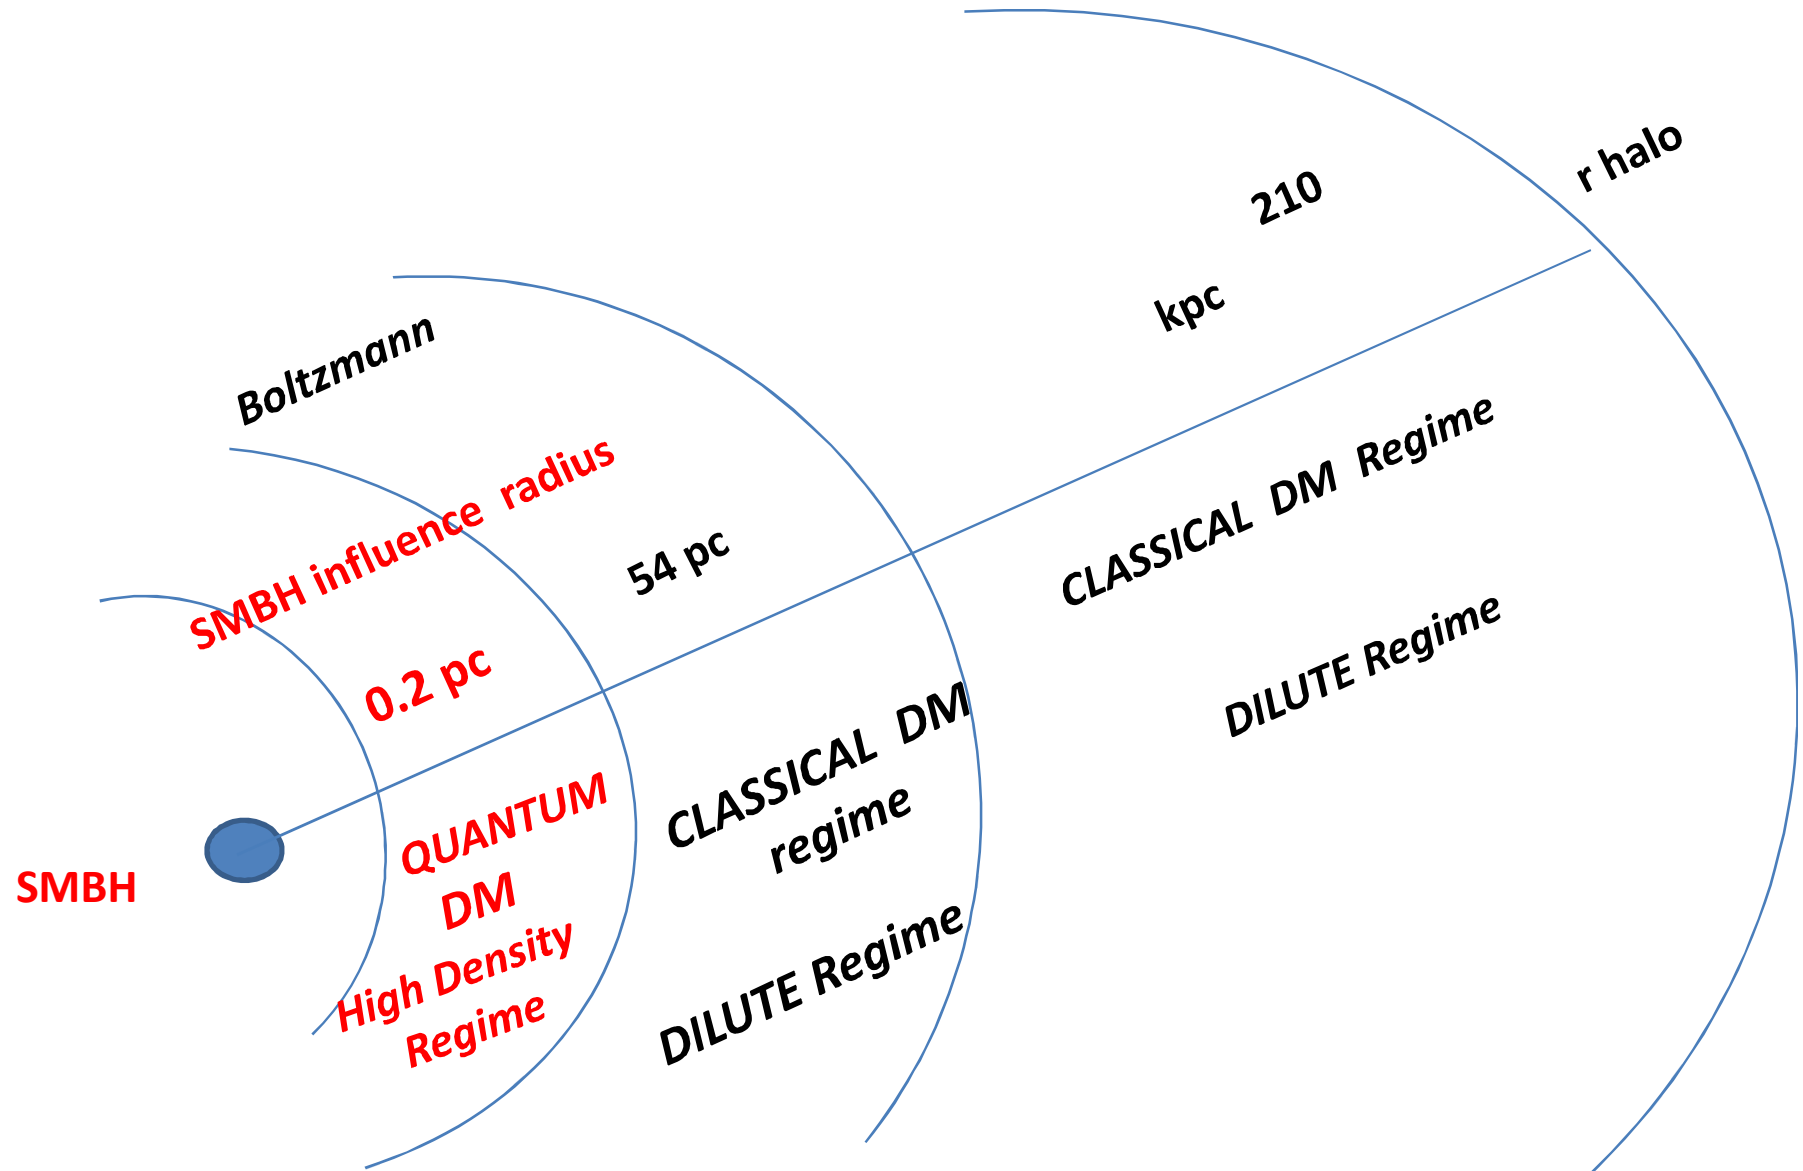 r halo
210
kpc
Boltzmann
SMBH influence radius
54 pc
0.2 pc
CLASSICAL DM Regime
DILUTE Regime
CLASSICAL DM
regime
DILUTE Regime
QUANTUM
DM
High Density
Regime
SMBH